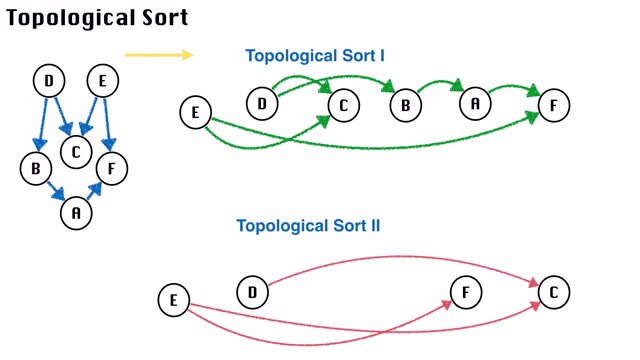 Topological Sort
Topological Sort I
D E
E D C B A F
B C F
A
Topological Sort II
E D F C